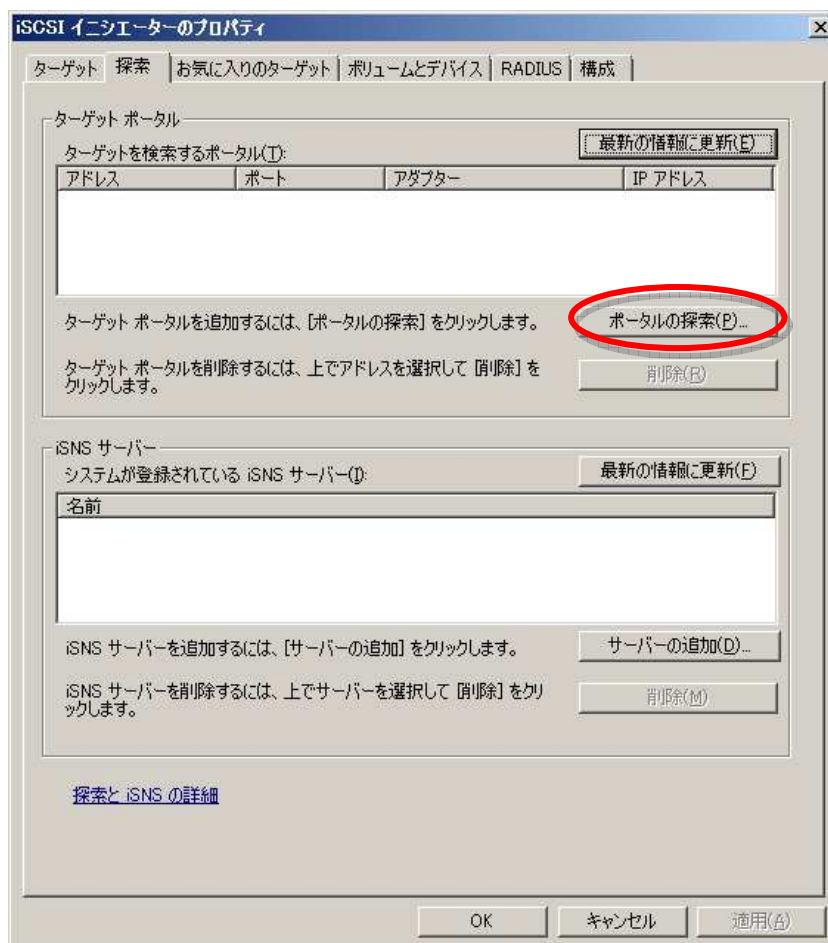 iSCSI イニシエーターのプロパティ
ターゲット 探索 お気に入りのターゲット ボリュームとデバイス RADIUS 構成
ターゲット ポータル
ターゲットを検索するポータル(T):
最新の情報に更新(E)
アドレス ポート アダプター IP アドレス
ターゲット ポータルを追加するには、[ポータルの探索] をクリックします。
ポータルの探索(P)...
ターゲット ポータルを削除するには、上でアドレスを選択して [削除] を
クリックします。
削除(R)
iSNS サーバー
システムが登録されている iSNS サーバー(I):
最新の情報に更新(F)
名前
iSNS サーバーを追加するには、[サーバーの追加] をクリックします。
サーバーの追加(D)...
iSNS サーバーを削除するには、上でサーバーを選択して [削除] をクリ
ックします。
削除(M)
探索と iSNS の詳細
OK キャンセル 適用(A)